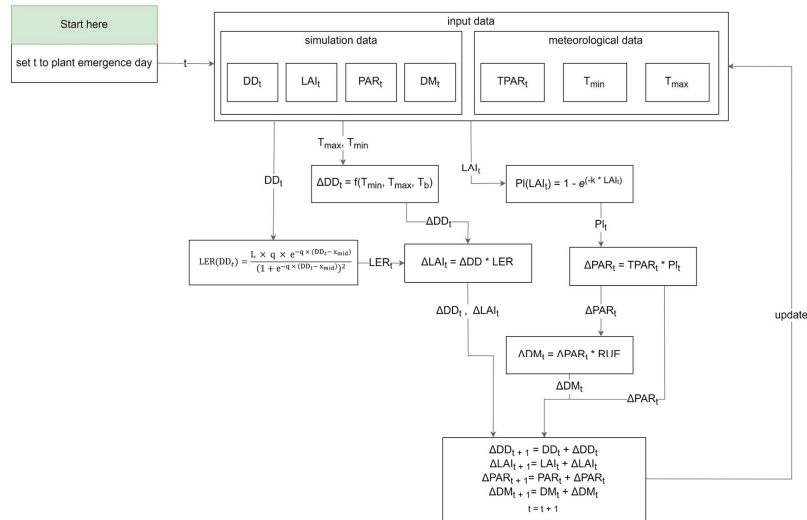 Start here
set t to plant emergence day
t
input data
simulation data
DDt
LAIt
PARt
DMt
meteorological data
TPARt
Tmin
Tmax
Tmax, Tmin
DDt
LAIt
ΔDDt = f(Tmin, Tmax, Tb)
PI(LAIt) = 1 - e(-k * LAIt)
ΔDDt
PIt
LER(DDt) = L × q × e−q ×(DDt− xmid) / (1 + e−q ×(DDt− xmid))2
LERt
ΔLAIt = ΔDD * LER
ΔPARt = TPARt * PIt
ΔDDt , ΔLAIt
ΔPARt
update
ΔDMt = ΔPARt * RUE
ΔDMt
ΔPARt
ΔDDt + 1 = DDt + ΔDDt
ΔLAIt+1= LAIt + ΔLAIt
ΔPARt+1= PARt + ΔPARt
ΔDMt+1= DMt + ΔDMt
t = t + 1